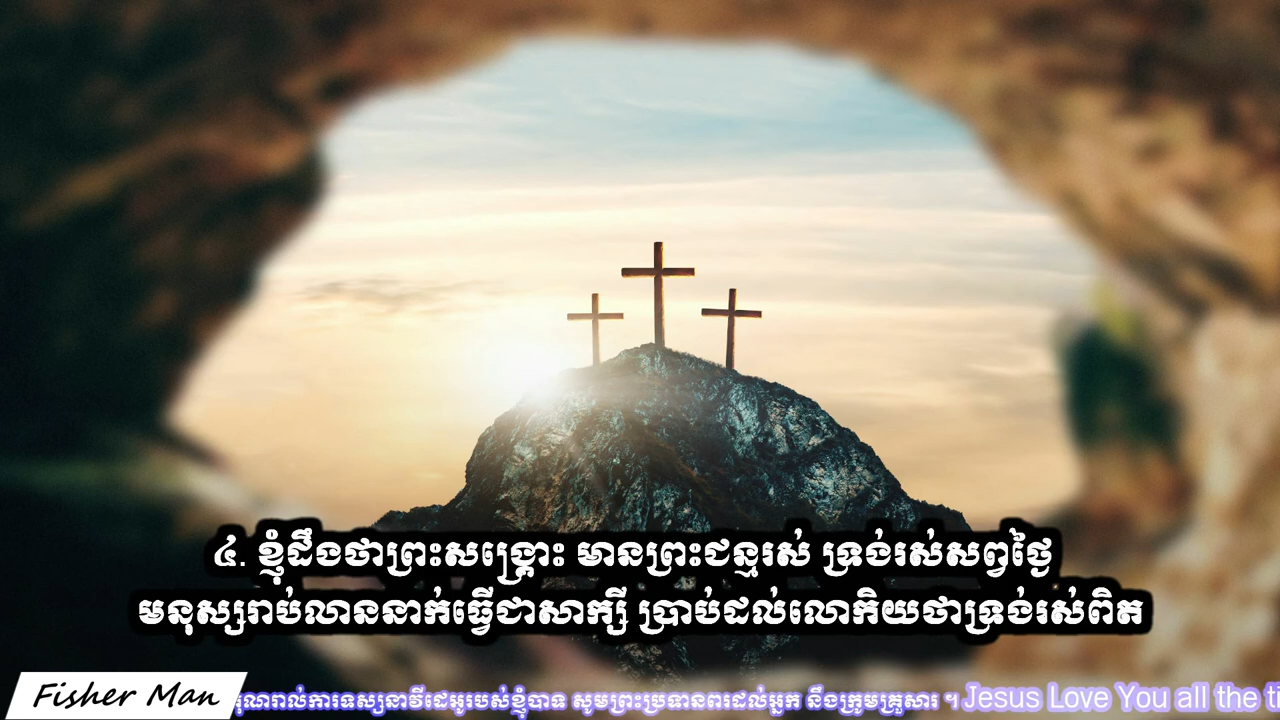 ៤. ខ្ញុំដឹងថាព្រះសង្គ្រោះ មានព្រះជន្មរស់ ទ្រង់រស់សព្វថ្ងៃ
មនុស្សរាប់លាននាក់ធ្វើជាសាក្សី ប្រាប់ដល់លោកិយថាទ្រង់រស់ពិត
Fisher Man
រាល់ការទស្សនាវីដេអូរបស់ខ្ញុំបាទ សូមព្រះប្រទានពរដល់អ្នក នឹងក្រុមគ្រួសារ ។ Jesus Love You all the